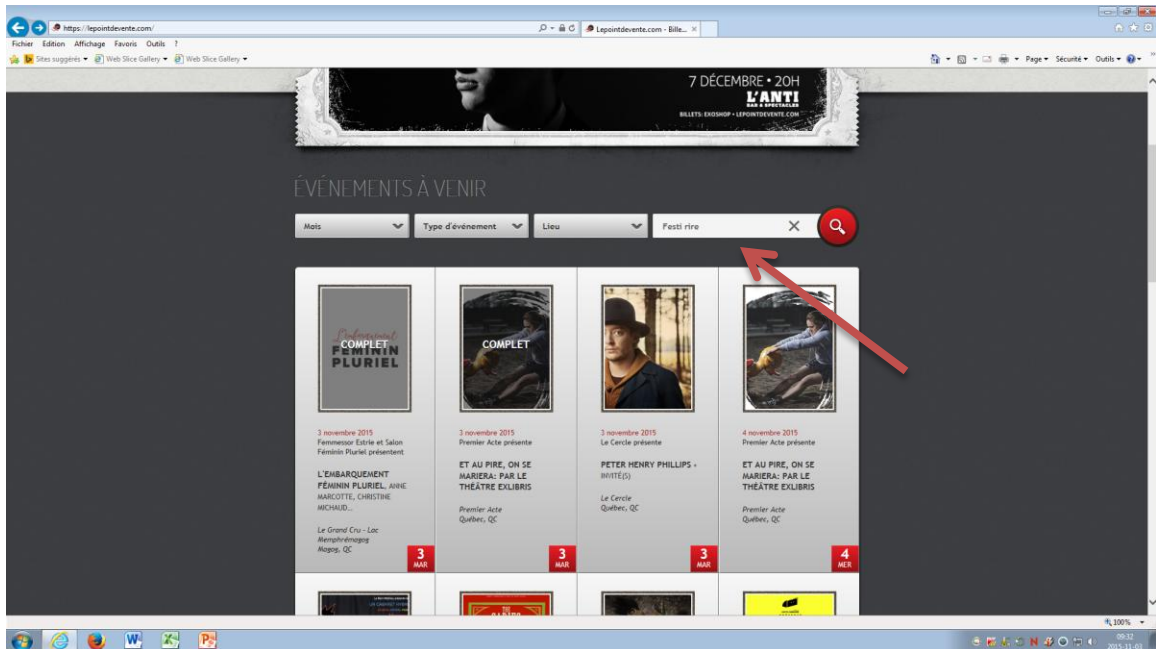 https://lepointdevente.com/
Lepointdevente.com - Bille...
Fichier Edition Affichage Favoris Outils ?
Sites suggérés Web Slice Gallery Web Slice Gallery
Page Sécurité Outils
7 DÉCEMBRE • 20H
L'ANTI
BAR & SPECTACLES
BILLETS: EXOSHOP • LEPOINTDEVENTE.COM
ÉVÉNEMENTS À VENIR
Mois Type d'événement Lieu Festi rire
COMPLET
FÉMININ
PLURIEL
3 novembre 2015
Femmessor Estrie et Salon
Féminin Pluriel présentent
L'EMBARQUEMENT
FÉMININ PLURIEL, ANNE
MARCOTTE, CHRISTINE
MICHAUD...
Le Grand Cru - Lac
Memphrémagog
Magog, QC
3
MAR
COMPLET
3 novembre 2015
Premier Acte présente
ET AU PIRE, ON SE
MARIERA: PAR LE
THÉÂTRE EXLIBRIS
Premier Acte
Québec, QC
3
MAR
3 novembre 2015
Le Cercle présente
PETER HENRY PHILLIPS +
INVITÉ(S)
Le Cercle
Québec, QC
3
MAR
4 novembre 2015
Premier Acte présente
ET AU PIRE, ON SE
MARIERA: PAR LE
THÉÂTRE EXLIBRIS
Premier Acte
Québec, QC
4
MER
100%
09:32
2015-11-03